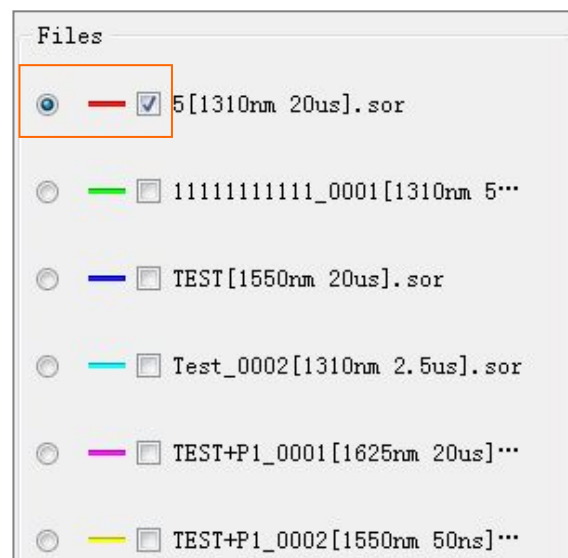 Files
5[1310nm 20us].sor
11111111111_0001[1310nm 5···
TEST[1550nm 20us].sor
Test_0002[1310nm 2.5us].sor
TEST+P1_0001[1625nm 20us]···
TEST+P1_0002[1550nm 50ns]···